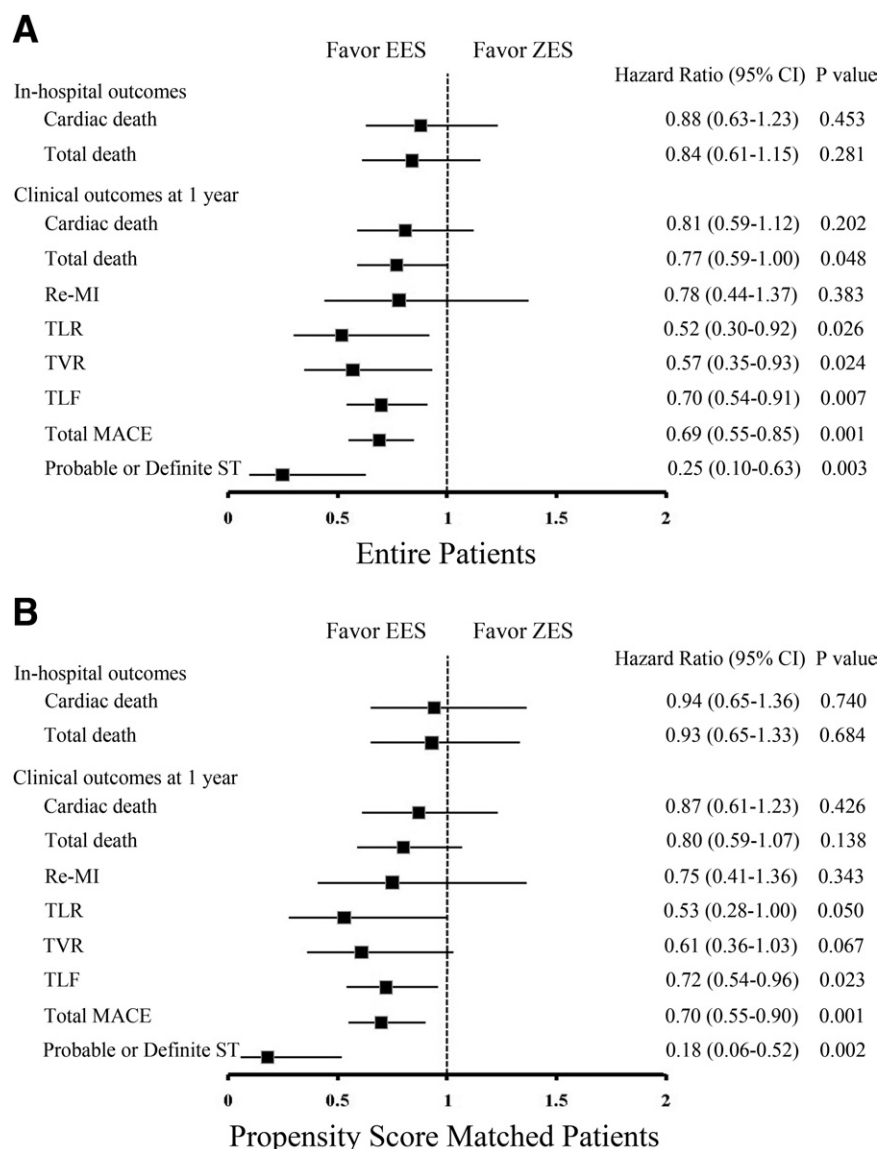 A
Favor EES Favor ZES
Hazard Ratio (95% CI) P value
In-hospital outcomes
Cardiac death 0.88 (0.63-1.23) 0.453
Total death 0.84 (0.61-1.15) 0.281
Clinical outcomes at 1 year
Cardiac death 0.81 (0.59-1.12) 0.202
Total death 0.77 (0.59-1.00) 0.048
Re-MI 0.78 (0.44-1.37) 0.383
TLR 0.52 (0.30-0.92) 0.026
TVR 0.57 (0.35-0.93) 0.024
TLF 0.70 (0.54-0.91) 0.007
Total MACE 0.69 (0.55-0.85) 0.001
Probable or Definite ST 0.25 (0.10-0.63) 0.003
0 0.5 1 1.5 2
Entire Patients
B
Favor EES Favor ZES
Hazard Ratio (95% CI) P value
In-hospital outcomes
Cardiac death 0.94 (0.65-1.36) 0.740
Total death 0.93 (0.65-1.33) 0.684
Clinical outcomes at 1 year
Cardiac death 0.87 (0.61-1.23) 0.426
Total death 0.80 (0.59-1.07) 0.138
Re-MI 0.75 (0.41-1.36) 0.343
TLR 0.53 (0.28-1.00) 0.050
TVR 0.61 (0.36-1.03) 0.067
TLF 0.72 (0.54-0.96) 0.023
Total MACE 0.70 (0.55-0.90) 0.001
Probable or Definite ST 0.18 (0.06-0.52) 0.002
0 0.5 1 1.5 2
Propensity Score Matched Patients